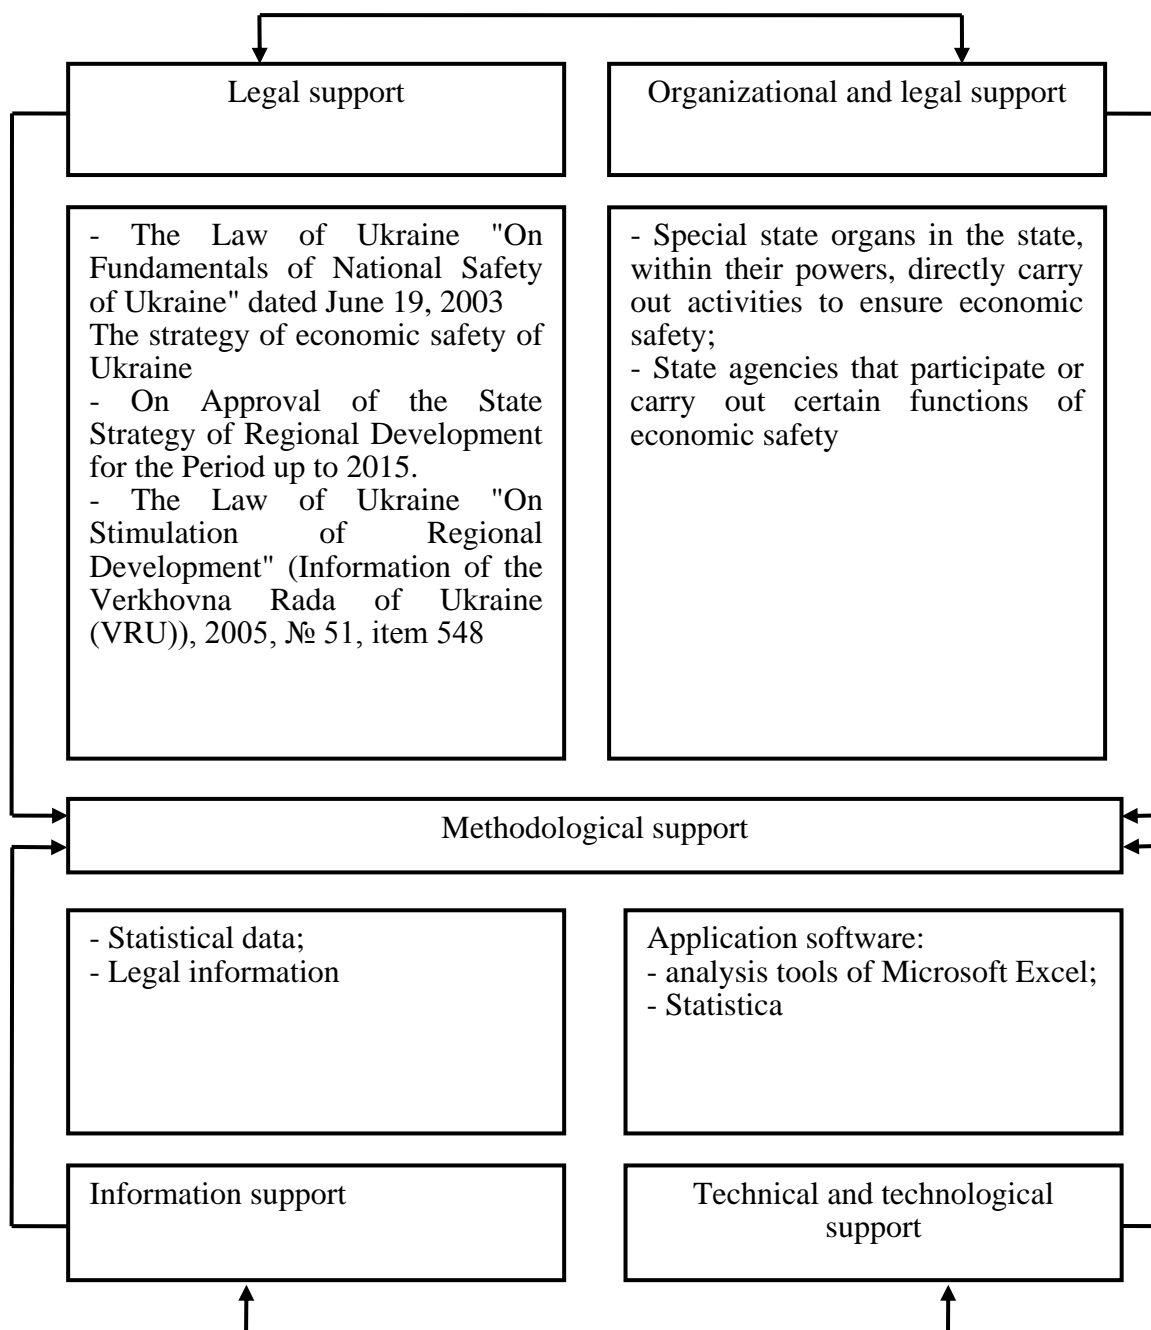 Legal support
Organizational and legal support
- The Law of Ukraine "On
Fundamentals of National Safety
of Ukraine" dated June 19, 2003
The strategy of economic safety of
Ukraine
- On Approval of the State
Strategy of Regional Development
for the Period up to 2015.
- The Law of Ukraine "On
Stimulation of Regional
Development" (Information of the
Verkhovna Rada of Ukraine
(VRU)), 2005, № 51, item 548
- Special state organs in the state,
within their powers, directly carry
out activities to ensure economic
safety;
- State agencies that participate or
carry out certain functions of
economic safety
Methodological support
- Statistical data;
- Legal information
Application software:
- analysis tools of Microsoft Excel;
- Statistica
Information support
Technical and technological
support